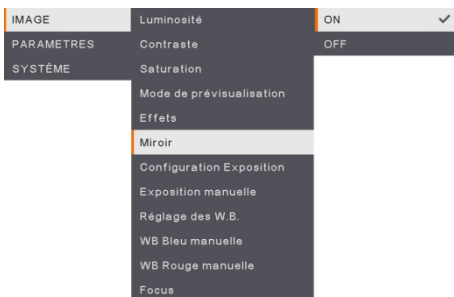 IMAGE
PARAMETRES
SYSTÈME
Luminosité
Contraste
Saturation
Mode de prévisualisation
Effets
Miroir
Configuration Exposition
Exposition manuelle
Réglage des W.B.
WB Bleu manuelle
WB Rouge manuelle
Focus
ON
OFF